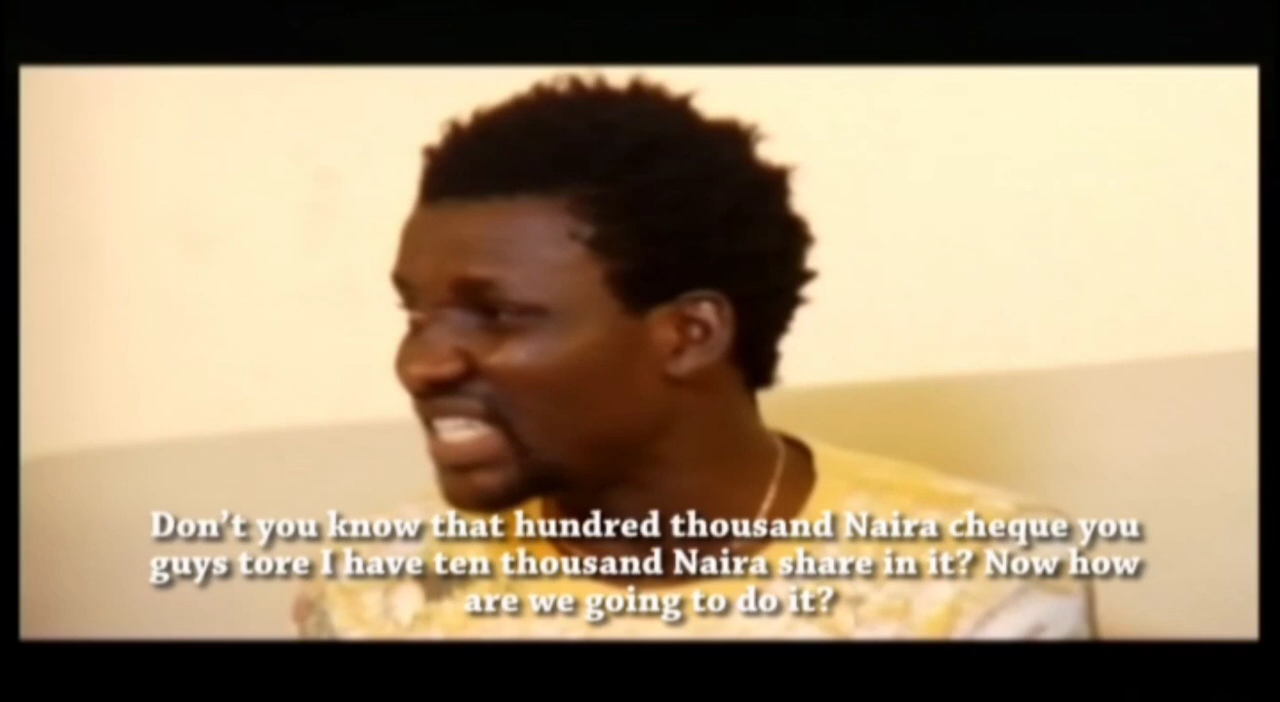 Don't you know that hundred thousand Naira cheque you
guys tore I have ten thousand Naira share in it? Now how
are we going to do it?